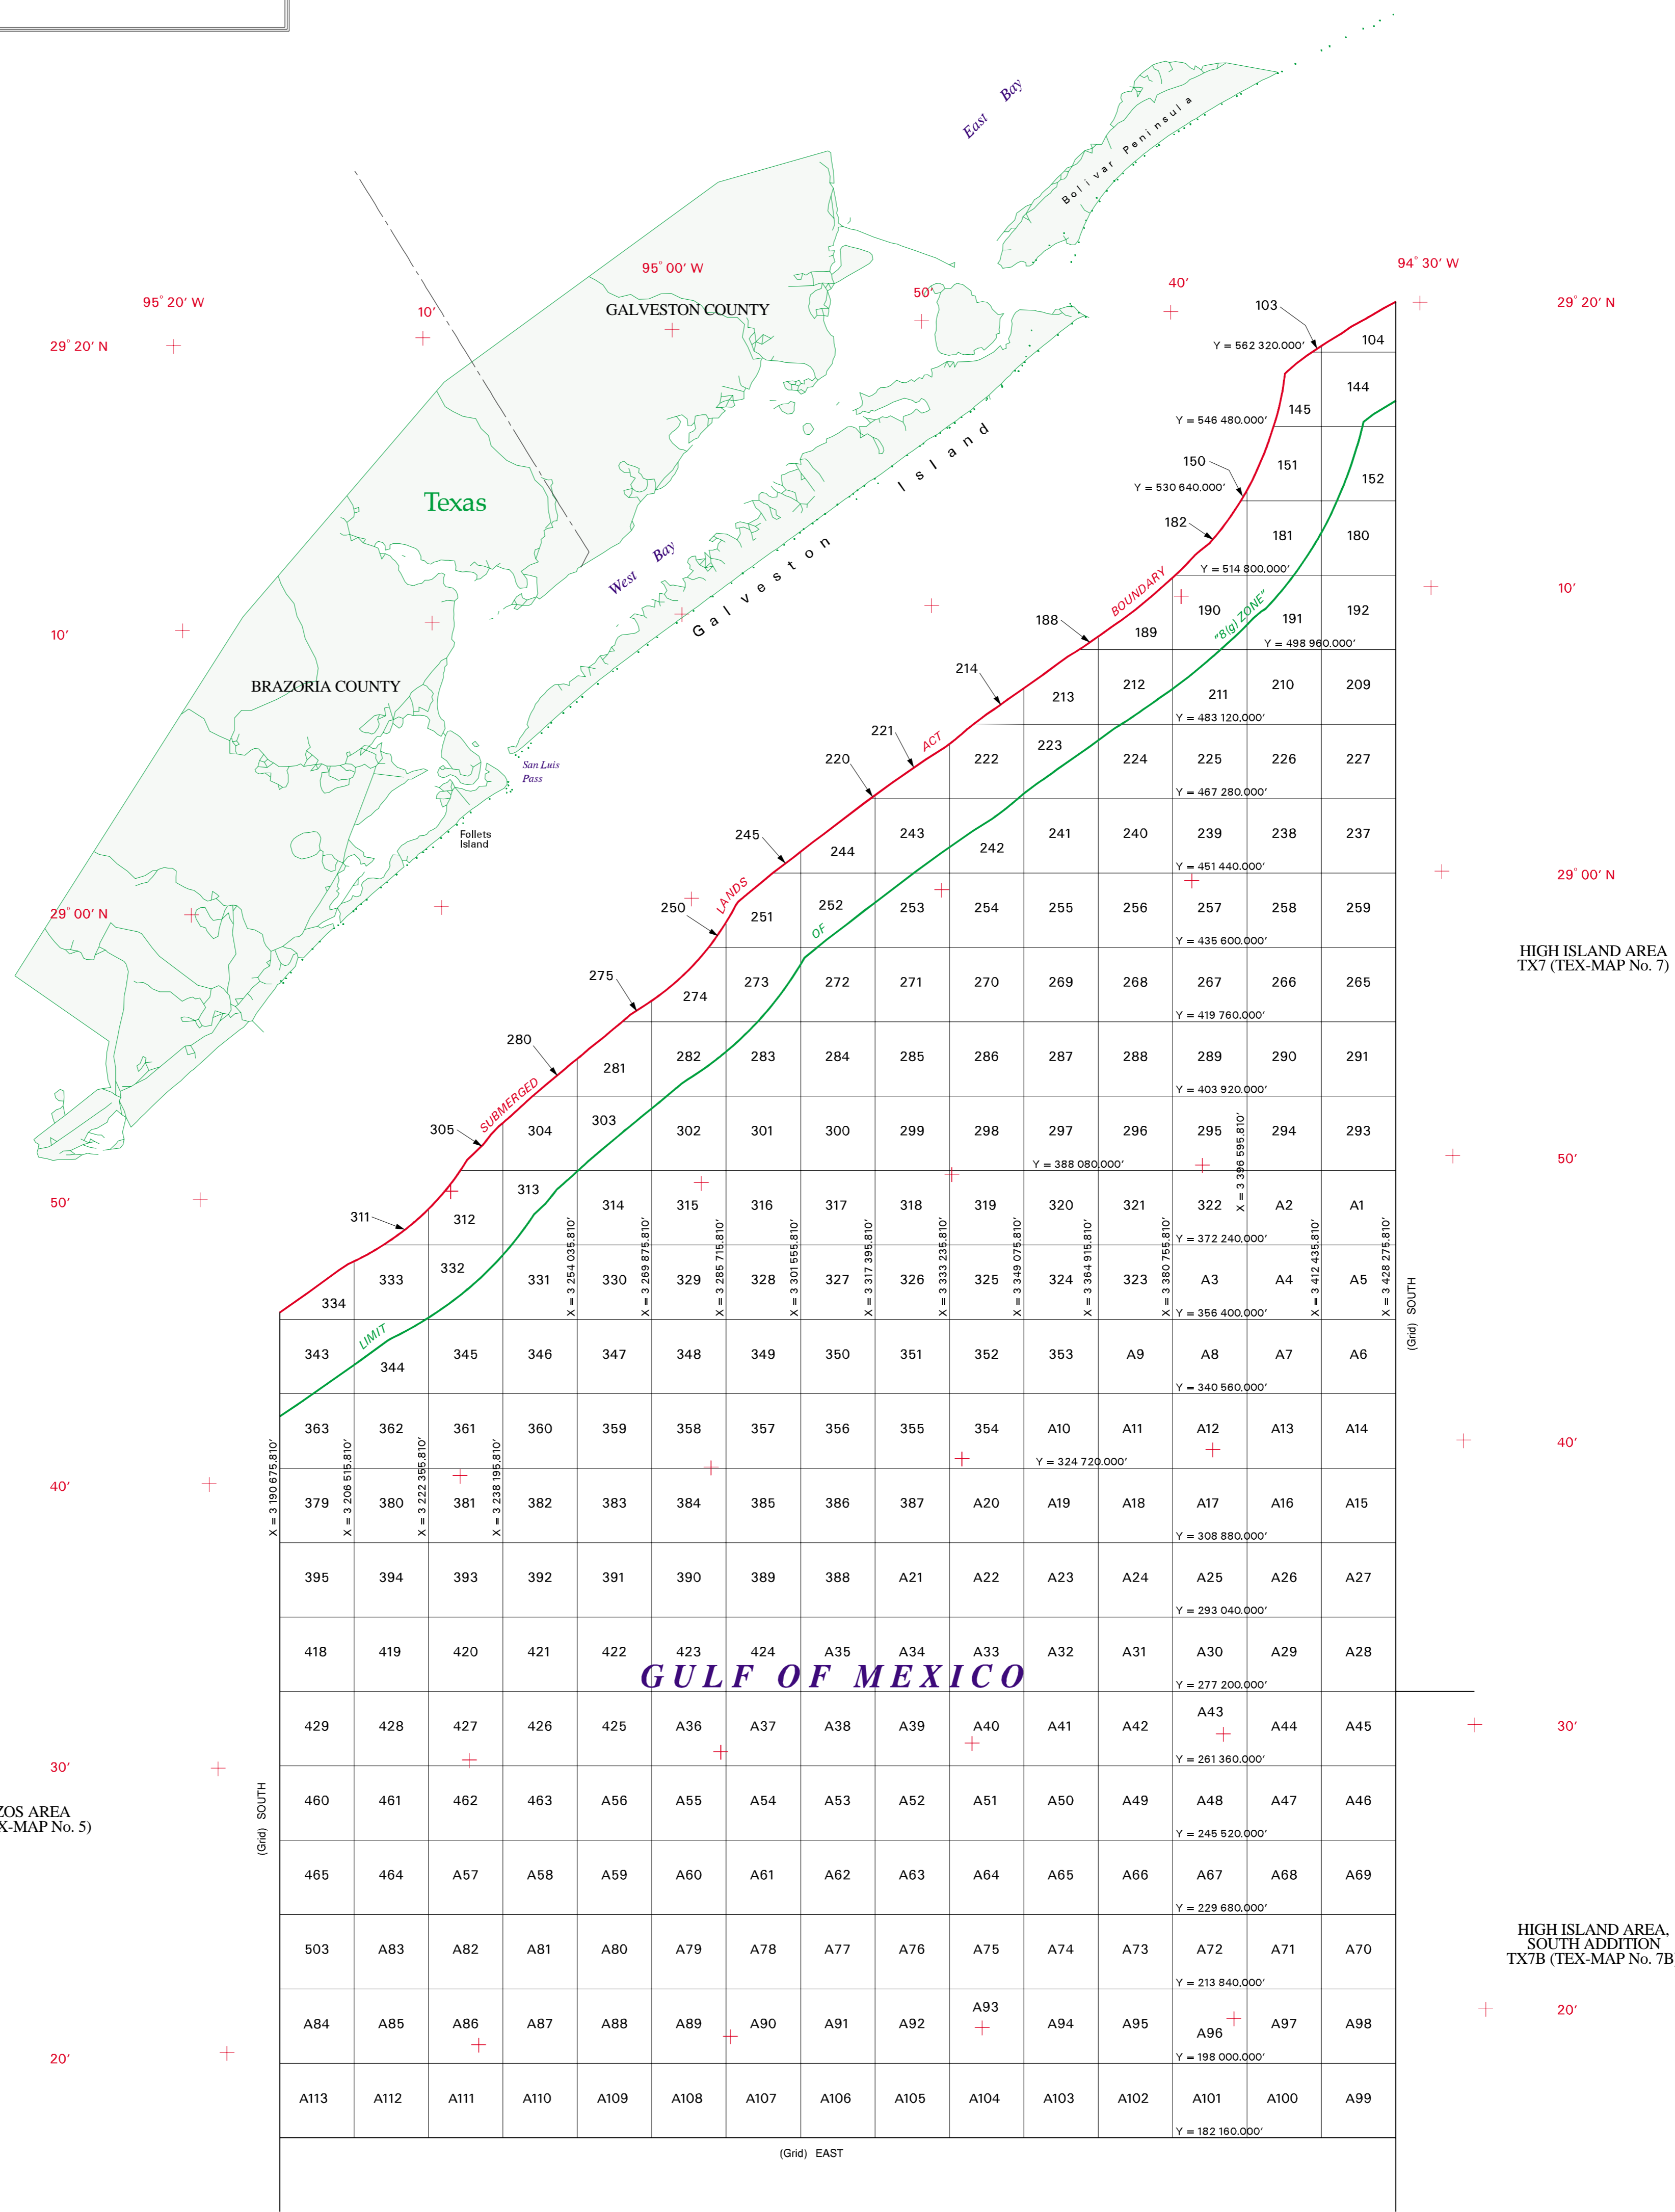 East Bay
Bolivar Peninsula
95° 20′ W
10′
95° 00′ W
50′
40′
94° 30′ W
29° 20′ N
29° 20′ N
GALVESTON COUNTY
103
104
Y = 562 320.000′
144
145
Y = 546 480.000′
Texas
150
151
152
Y = 530 640.000′
182
181
180
West Bay
Galveston Island
Y = 514 800.000′
10′
10′
BOUNDARY
"8(g) ZONE"
188
189
190
191
192
Y = 498 960.000′
BRAZORIA COUNTY
214
213
212
211
210
209
Y = 483 120.000′
San Luis
Pass
221
ACT
220
222
223
224
225
226
227
Y = 467 280.000′
Follets
Island
245
244
243
242
241
240
239
238
237
Y = 451 440.000′
29° 00′ N
29° 00′ N
LANDS
OF
250
251
252
253
254
255
256
257
258
259
Y = 435 600.000′
HIGH ISLAND AREA
TX7 (TEX-MAP No. 7)
275
274
273
272
271
270
269
268
267
266
265
Y = 419 760.000′
280
281
282
283
284
285
286
287
288
289
290
291
Y = 403 920.000′
SUBMERGED
305
304
303
302
301
300
299
298
297
296
295
294
293
Y = 388 080.000′
X = 3 396 595.810′
50′
50′
311
312
313
314
315
316
317
318
319
320
321
322
A2
A1
Y = 372 240.000′
334
333
332
331
330
329
328
327
326
325
324
323
A3
A4
A5
X = 3 254 035.810′
X = 3 269 875.810′
X = 3 285 715.810′
X = 3 301 555.810′
X = 3 317 395.810′
X = 3 333 235.810′
X = 3 349 075.810′
X = 3 364 915.810′
X = 3 380 755.810′
X = 3 412 435.810′
X = 3 428 275.810′
Y = 356 400.000′
(Grid) SOUTH
LIMIT
343
344
345
346
347
348
349
350
351
352
353
A9
A8
A7
A6
Y = 340 560.000′
363
362
361
360
359
358
357
356
355
354
A10
A11
A12
A13
A14
Y = 324 720.000′
40′
40′
X = 3 190 675.810′
X = 3 206 515.810′
X = 3 222 355.810′
X = 3 238 195.810′
379
380
381
382
383
384
385
386
387
A20
A19
A18
A17
A16
A15
Y = 308 880.000′
395
394
393
392
391
390
389
388
A21
A22
A23
A24
A25
A26
A27
Y = 293 040.000′
418
419
420
421
422
423
424
A35
A34
A33
A32
A31
A30
A29
A28
GULF OF MEXICO
Y = 277 200.000′
429
428
427
426
425
A36
A37
A38
A39
A40
A41
A42
A43
A44
A45
30′
30′
Y = 261 360.000′
460
461
462
463
A56
A55
A54
A53
A52
A51
A50
A49
A48
A47
A46
Y = 245 520.000′
ZOS AREA
X-MAP No. 5)
(Grid) SOUTH
465
464
A57
A58
A59
A60
A61
A62
A63
A64
A65
A66
A67
A68
A69
Y = 229 680.000′
503
A83
A82
A81
A80
A79
A78
A77
A76
A75
A74
A73
A72
A71
A70
Y = 213 840.000′
HIGH ISLAND AREA,
SOUTH ADDITION
TX7B (TEX-MAP No. 7B
A84
A85
A86
A87
A88
A89
A90
A91
A92
A93
A94
A95
A96
A97
A98
Y = 198 000.000′
20′
20′
A113
A112
A111
A110
A109
A108
A107
A106
A105
A104
A103
A102
A101
A100
A99
Y = 182 160.000′
(Grid) EAST